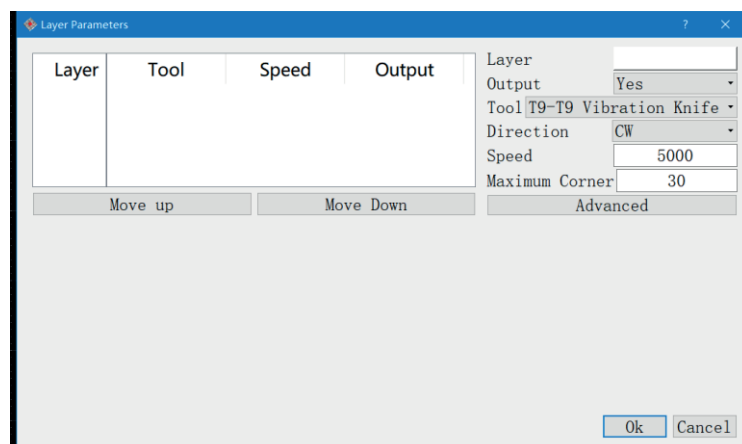 Layer Parameters ? ×
Layer Tool Speed Output
Move up Move Down
Layer
Output Yes
Tool T9-T9 Vibration Knife
Direction CW
Speed 5000
Maximum Corner 30
Advanced
Ok Cancel